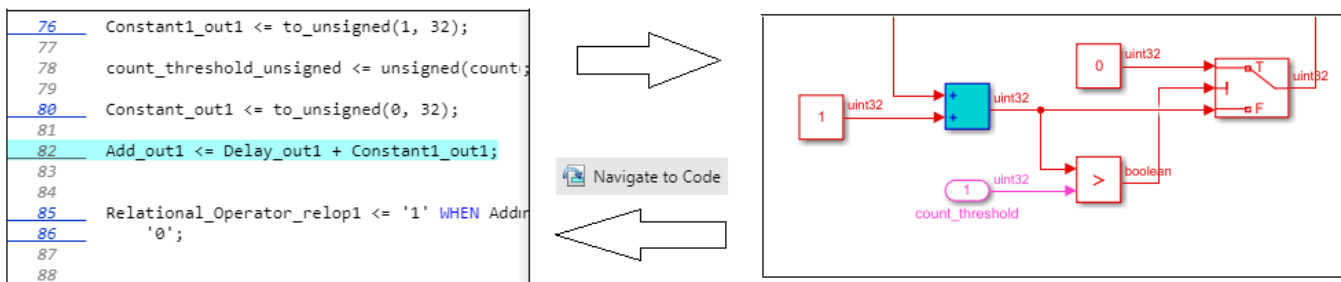 76 Constant1_out1 <= to_unsigned(1, 32);
77
78 count_threshold_unsigned <= unsigned(count
79
80 Constant_out1 <= to_unsigned(0, 32);
81
82 Add_out1 <= Delay_out1 + Constant1_out1;
83
84
85 Relational_Operator_relop1 <= '1' WHEN Add
86 '0';
87
88
Navigate to Code
0
uint32
T
uint32
F
1
uint32
+
+
uint32
>
boolean
1
uint32
count_threshold